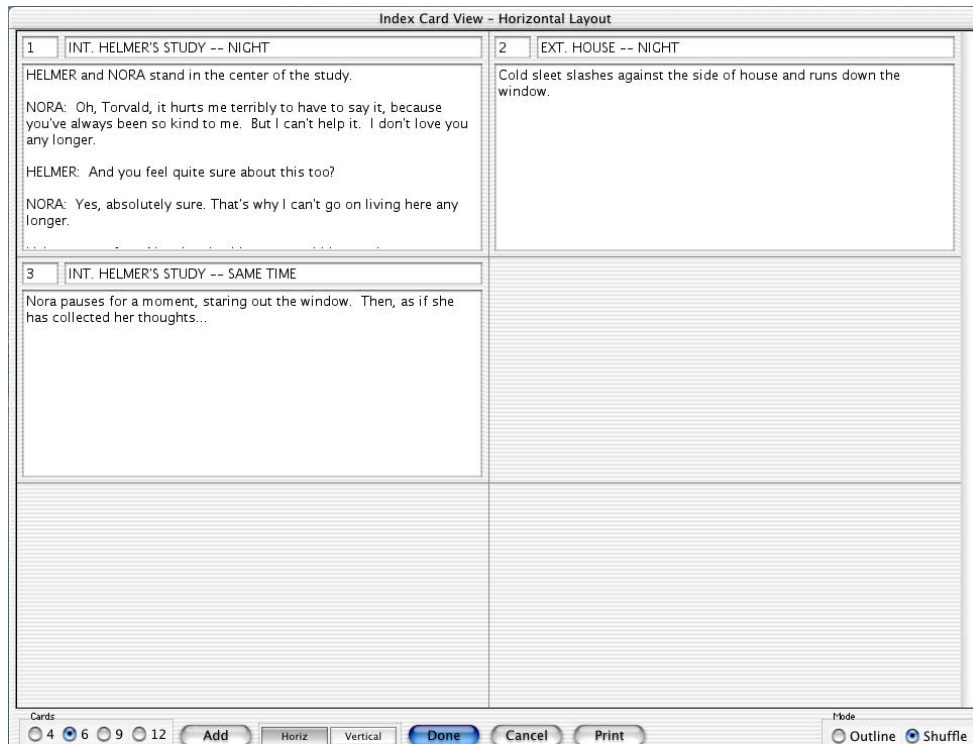 Index Card View – Horizontal Layout
1 INT. HELMER'S STUDY -- NIGHT
HELMER and NORA stand in the center of the study.
NORA:  Oh, Torvald, it hurts me terribly to have to say it, because
you've always been so kind to me.  But I can't help it.  I don't love you
any longer.
HELMER:  And you feel quite sure about this too?
NORA:  Yes, absolutely sure. That's why I can't go on living here any
longer.
2 EXT. HOUSE -- NIGHT
Cold sleet slashes against the side of house and runs down the
window.
3 INT. HELMER'S STUDY -- SAME TIME
Nora pauses for a moment, staring out the window.  Then, as if she
has collected her thoughts...
Cards
4 6 9 12 Add Horiz Vertical Done Cancel Print
Mode
Outline Shuffle